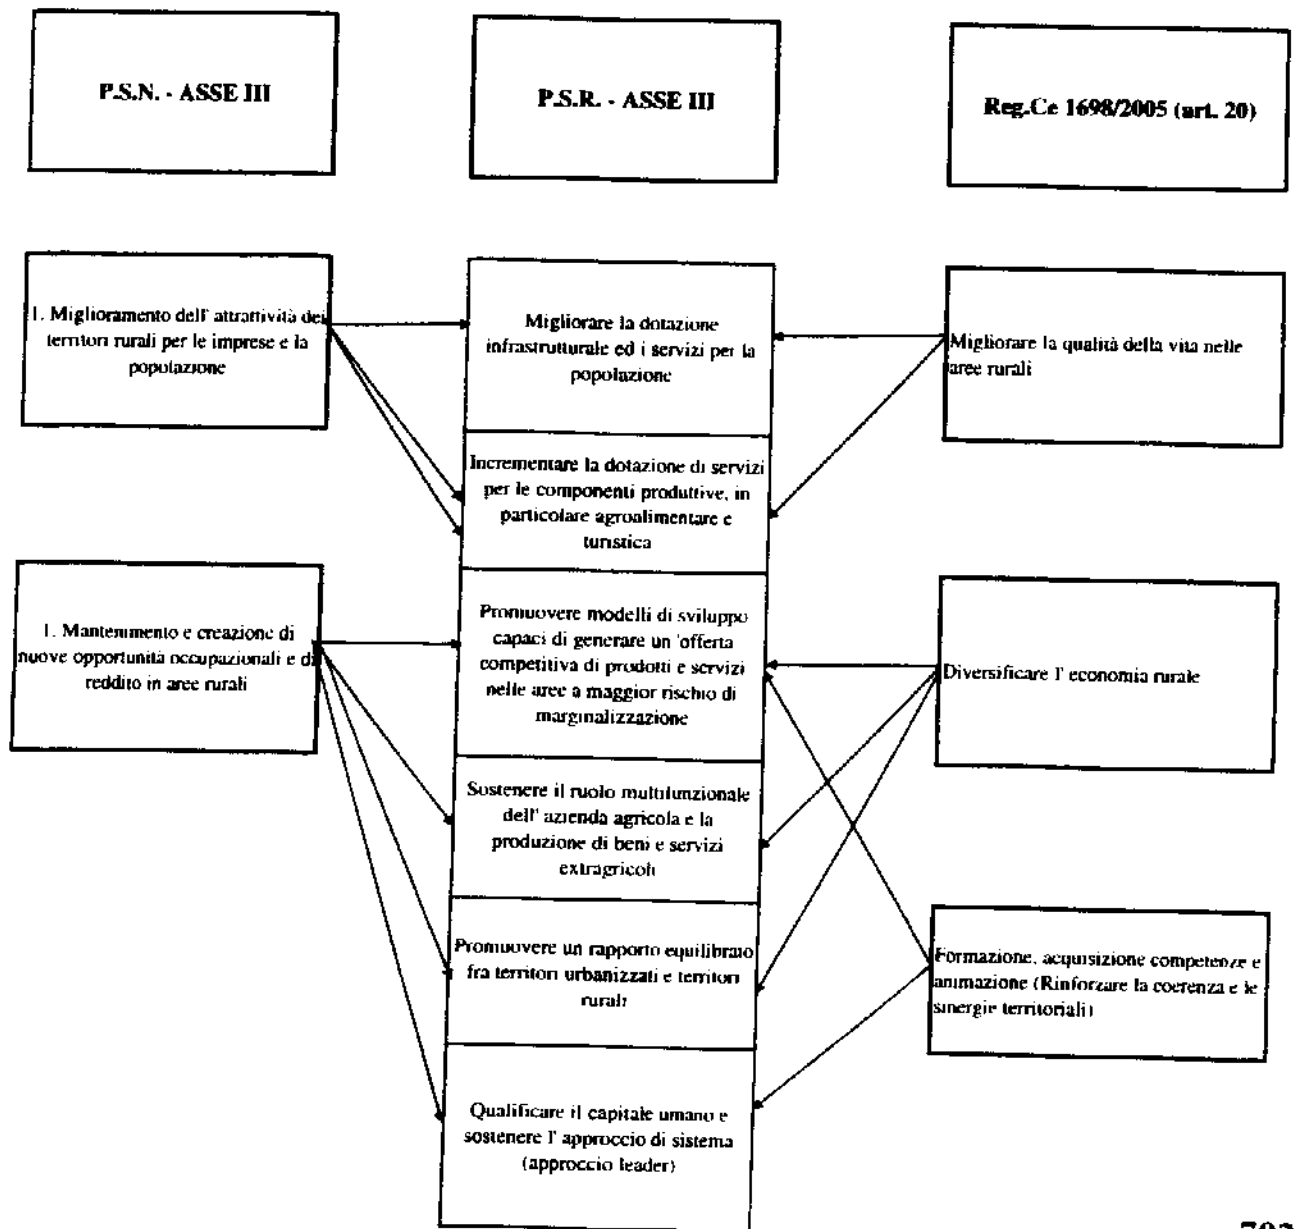 P.S.N. - ASSE III
P.S.R. - ASSE III
Reg.Ce 1698/2005 (art. 20)
1. Miglioramento dell' attrattività dei
territori rurali per le imprese e la
popolazione
Migliorare la dotazione
infrastrutturale ed i servizi per la
popolazione
Migliorare la qualità della vita nelle
aree rurali
Incrementare la dotazione di servizi
per le componenti produttive, in
particolare agroalimentare e
turistica
1. Mantenimento e creazione di
nuove opportunità occupazionali e di
reddito in aree rurali
Promuovere modelli di sviluppo
capaci di generare un 'offerta
competitiva di prodotti e servizi
nelle aree a maggior rischio di
marginalizzazione
Diversificare l' economia rurale
Sostenere il ruolo multifunzionale
dell' azienda agricola e la
produzione di beni e servizi
extragricoli
Promuovere un rapporto equilibrato
fra territori urbanizzati e territori
rurali
Formazione, acquisizione competenze e
animazione (Rinforzare la coerenza e le
sinergie territoriali)
Qualificare il capitale umano e
sostenere l' approccio di sistema
(approccio leader)